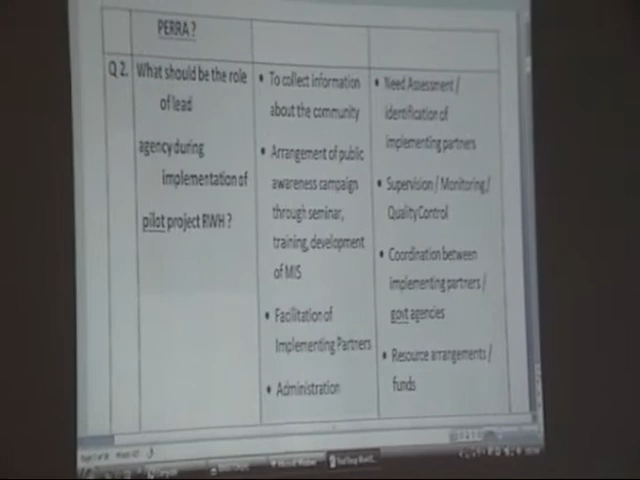 PERRA ?
Q 2.
What should be the role
of lead
agency during
implementation of
pilot project RWH ?
• To collect information
about the community
• Arrangement of public
awareness campaign
through seminar,
training, development
of MIS
• Facilitation of
Implementing Partners
• Administration
• Need Assessment /
identification of
implementing partners
• Supervision / Monitoring /
Quality Control
• Coordination between
implementing partners /
govt agencies
• Resource arrangements /
funds